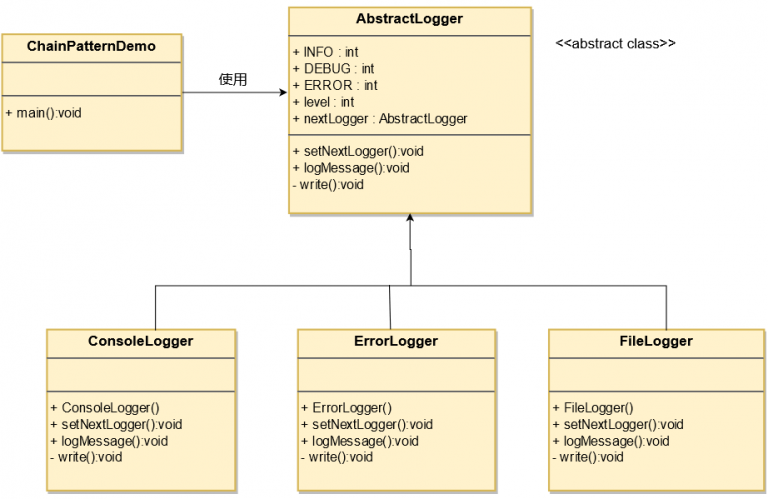 AbstractLogger
<<abstract class>>
+ INFO : int
+ DEBUG : int
+ ERROR : int
+ level : int
+ nextLogger : AbstractLogger
+ setNextLogger():void
+ logMessage():void
- write():void
ChainPatternDemo
+ main():void
使用
ConsoleLogger
+ ConsoleLogger()
+ setNextLogger():void
+ logMessage():void
- write():void
ErrorLogger
+ ErrorLogger()
+ setNextLogger():void
+ logMessage():void
- write():void
FileLogger
+ FileLogger()
+ setNextLogger():void
+ logMessage():void
- write():void